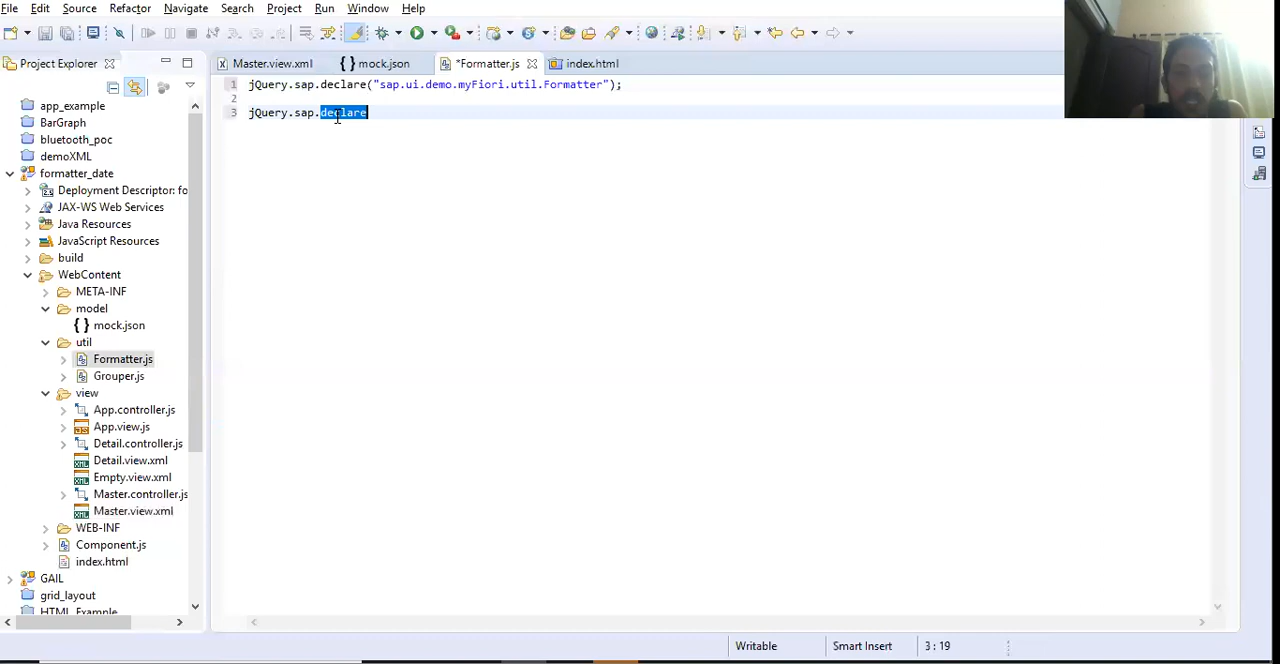 File Edit Source Refactor Navigate Search Project Run Window Help
Project Explorer
Master.view.xml
mock.json
*Formatter.js
index.html
app_example
BarGraph
bluetooth_poc
demoXML
formatter_date
Deployment Descriptor: fo
JAX-WS Web Services
Java Resources
JavaScript Resources
build
WebContent
META-INF
model
mock.json
util
Formatter.js
Grouper.js
view
App.controller.js
App.view.js
Detail.controller.js
Detail.view.xml
Empty.view.xml
Master.controller.js
Master.view.xml
WEB-INF
Component.js
index.html
GAIL
grid_layout
HTML_Example
1 jQuery.sap.declare("sap.ui.demo.myFiori.util.Formatter");
2
3 jQuery.sap.declare
Writable
Smart Insert
3 : 19